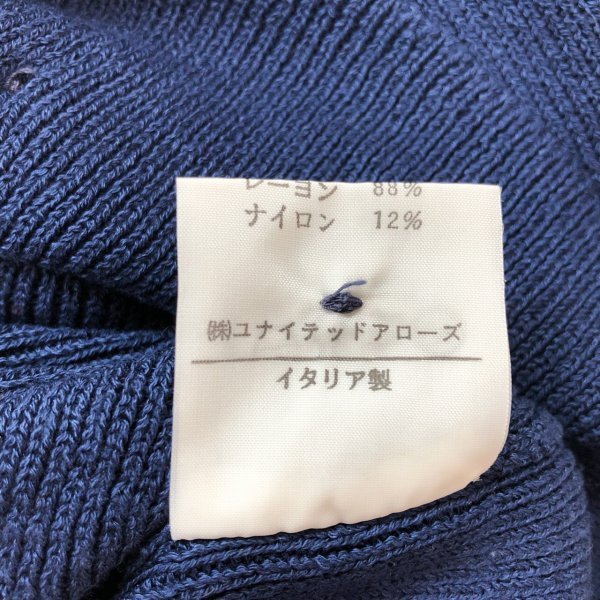 レーヨン 88%
ナイロン 12%
㈱ユナイテッドアローズ
イタリア製